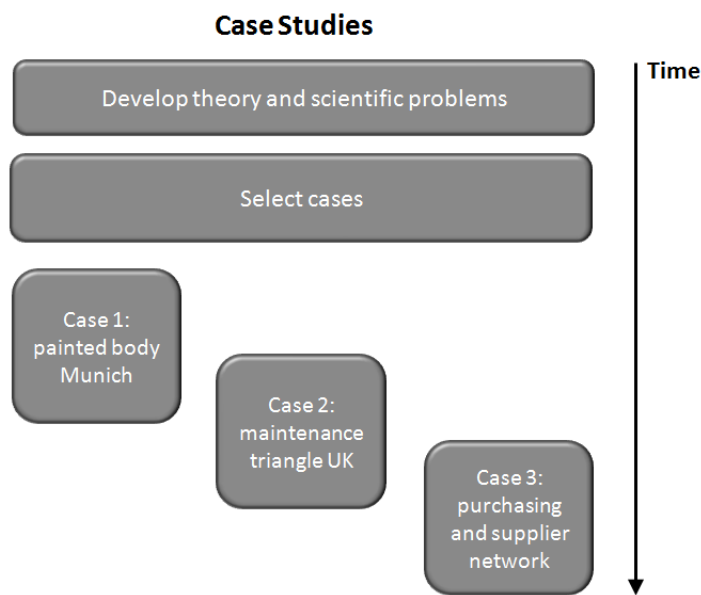 Case Studies
Time
Develop theory and scientific problems
Select cases
Case 1:
painted body
Munich
Case 2:
maintenance
triangle UK
Case 3:
purchasing
and supplier
network